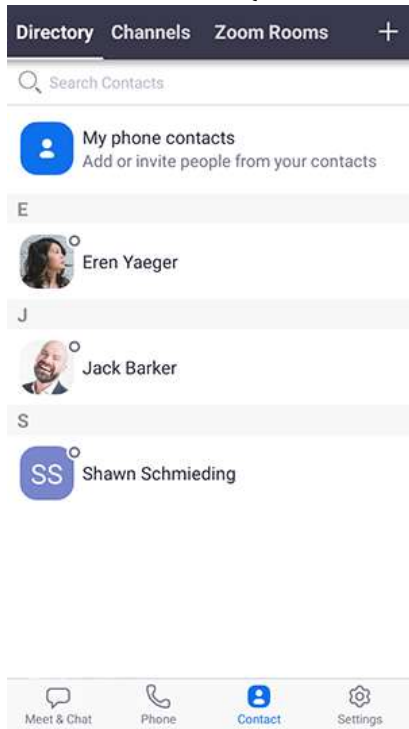 Directory Channels Zoom Rooms +
Search Contacts
My phone contacts
Add or invite people from your contacts
E
Eren Yaeger
J
Jack Barker
S
SS Shawn Schmieding
Meet & Chat Phone Contact Settings